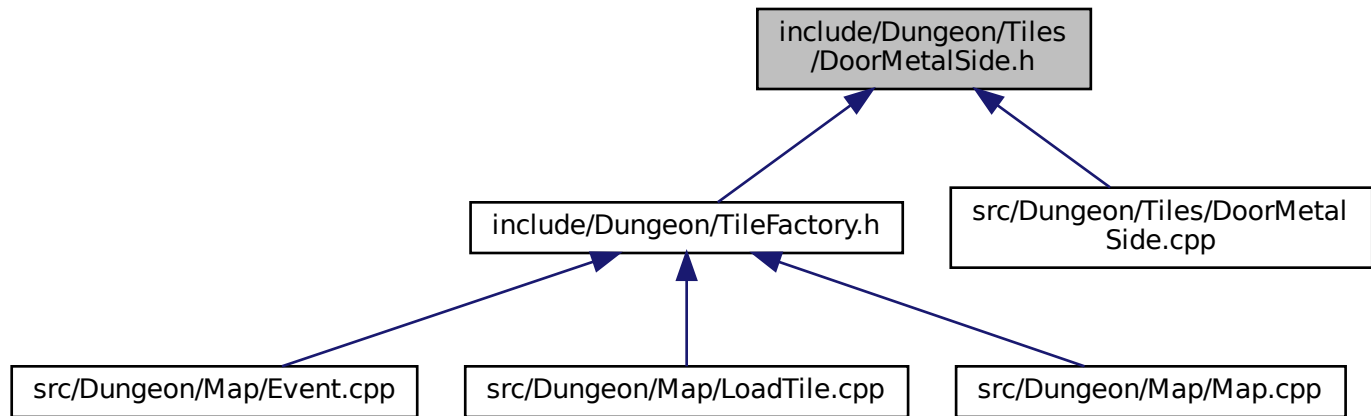 include/Dungeon/Tiles
/DoorMetalSide.h
include/Dungeon/TileFactory.h
src/Dungeon/Tiles/DoorMetal
Side.cpp
src/Dungeon/Map/Event.cpp
src/Dungeon/Map/LoadTile.cpp
src/Dungeon/Map/Map.cpp